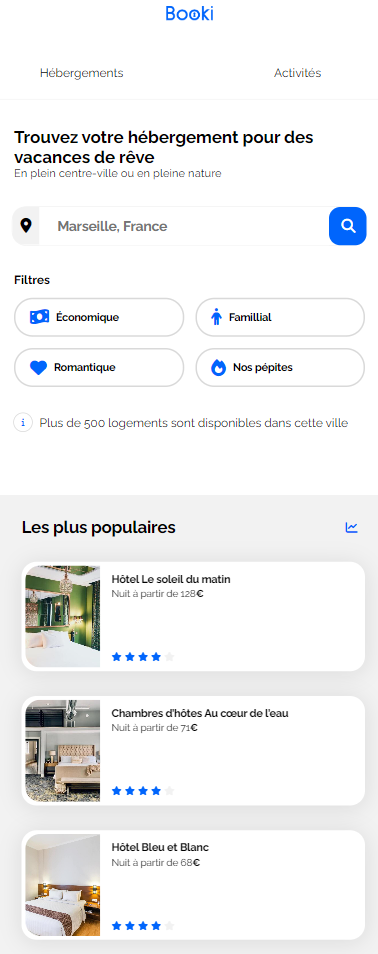 Booki
Hébergements
Activités
Trouvez votre hébergement pour des
vacances de rêve
En plein centre-ville ou en pleine nature
Marseille, France
Filtres
Économique
Famillial
Romantique
Nos pépites
i
Plus de 500 logements sont disponibles dans cette ville
Les plus populaires
Hôtel Le soleil du matin
Nuit à partir de 128€
Chambres d'hôtes Au cœur de l'eau
Nuit à partir de 71€
Hôtel Bleu et Blanc
Nuit à partir de 68€